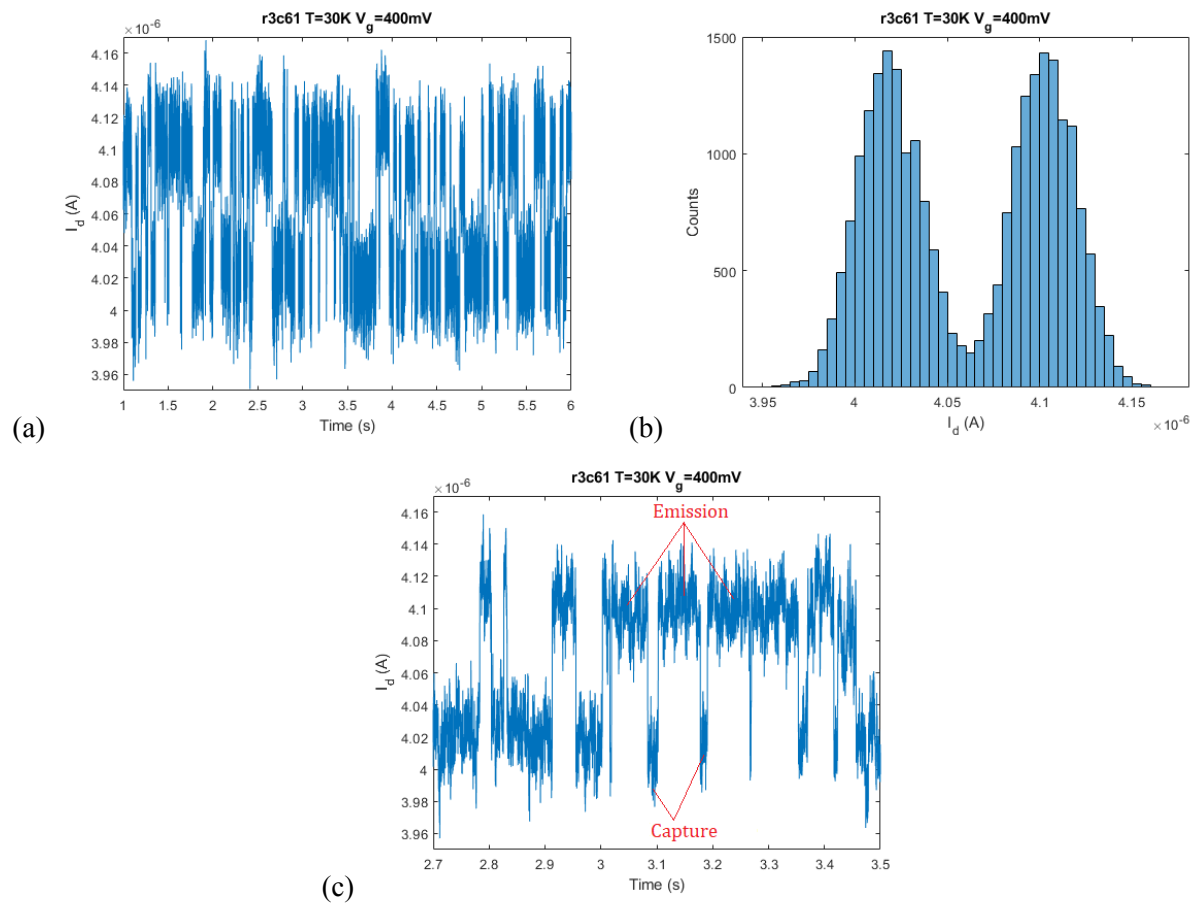 r3c61 T=30K V_g=400mV
×10^-6
4.16
4.14
4.12
4.1
4.08
4.06
4.04
4.02
4
3.98
3.96
I_d (A)
1 1.5 2 2.5 3 3.5 4 4.5 5 5.5 6
Time (s)
(a)
r3c61 T=30K V_g=400mV
1500
1000
500
0
Counts
3.95 4 4.05 4.1 4.15
I_d (A)
×10^-6
(b)
r3c61 T=30K V_g=400mV
×10^-6
4.16
4.14
4.12
4.1
4.08
4.06
4.04
4.02
4
3.98
3.96
I_d (A)
Emission
Capture
2.7 2.8 2.9 3 3.1 3.2 3.3 3.4 3.5
Time (s)
(c)